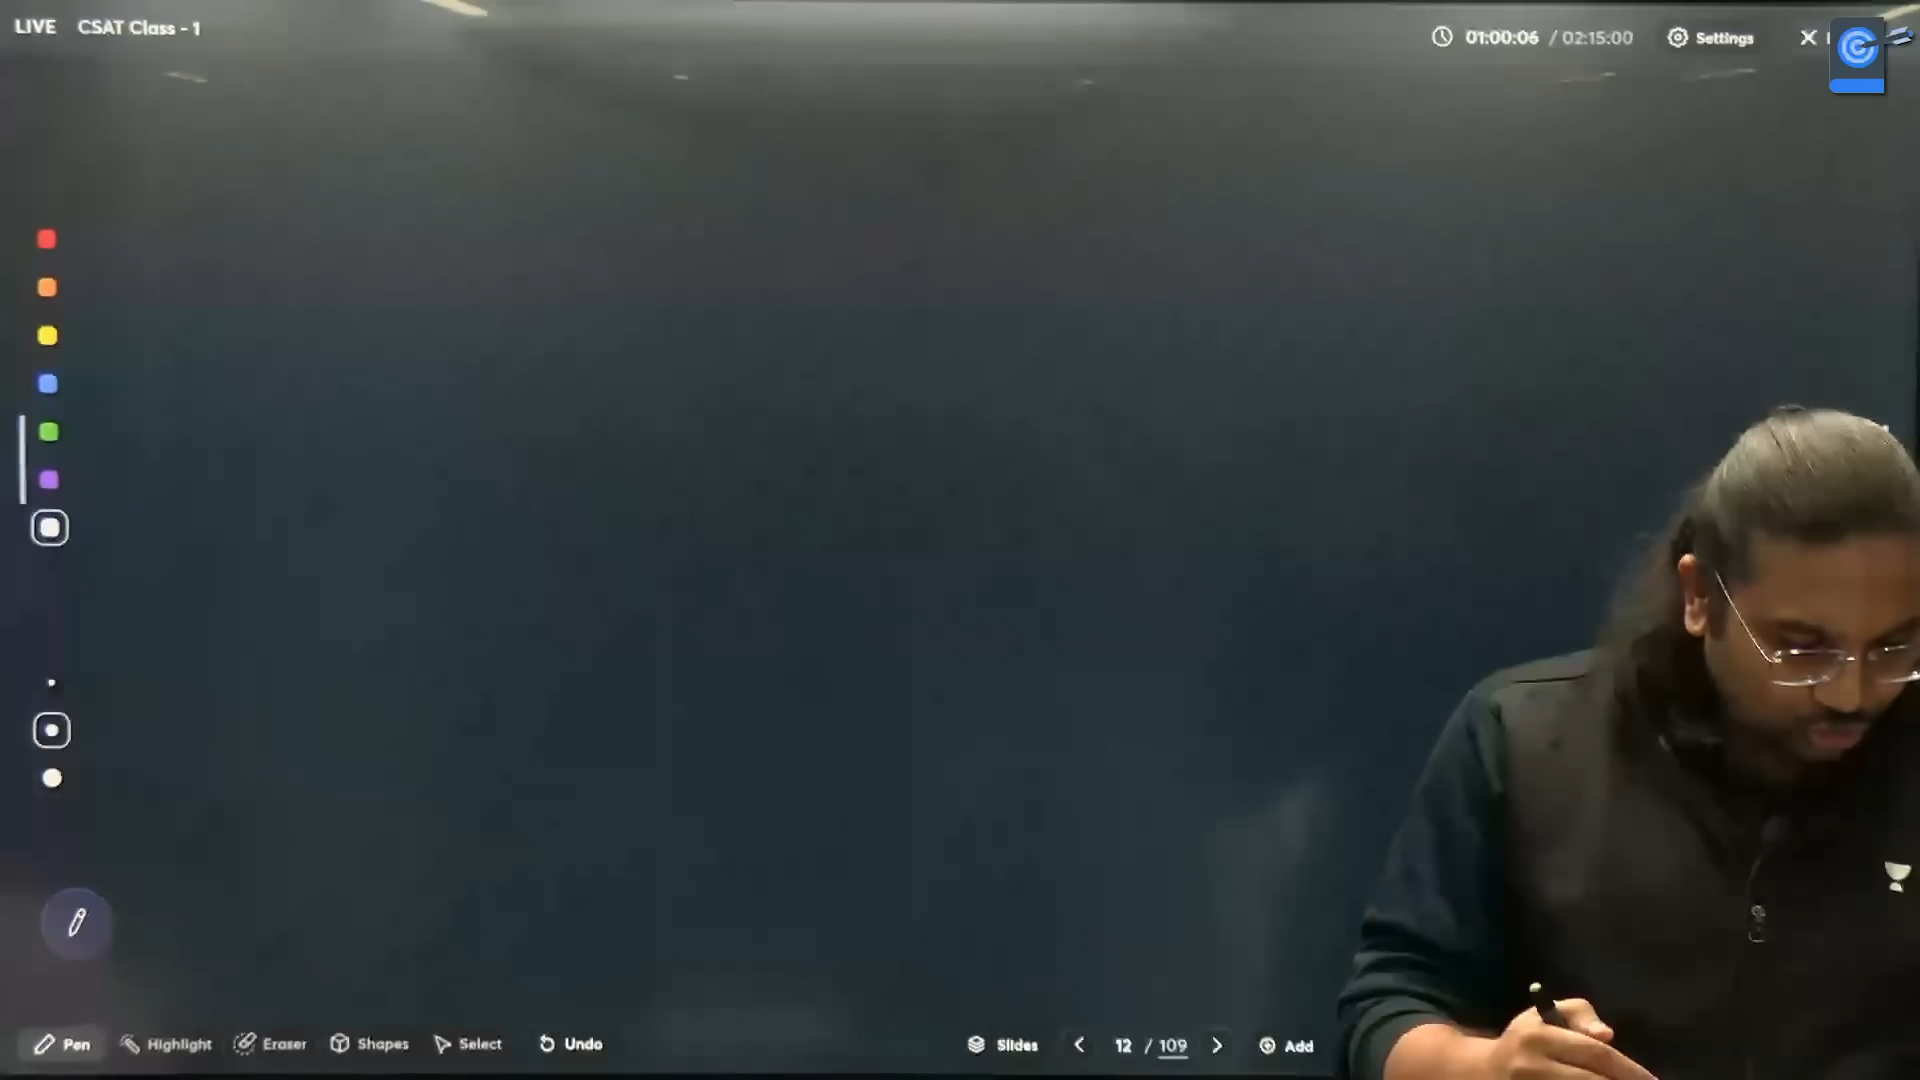 LIVE CSAT Class - 1
01:00:06 / 02:15:00 Settings
Pen Highlight Eraser Shapes Select Undo
Slides 12 / 109 Add